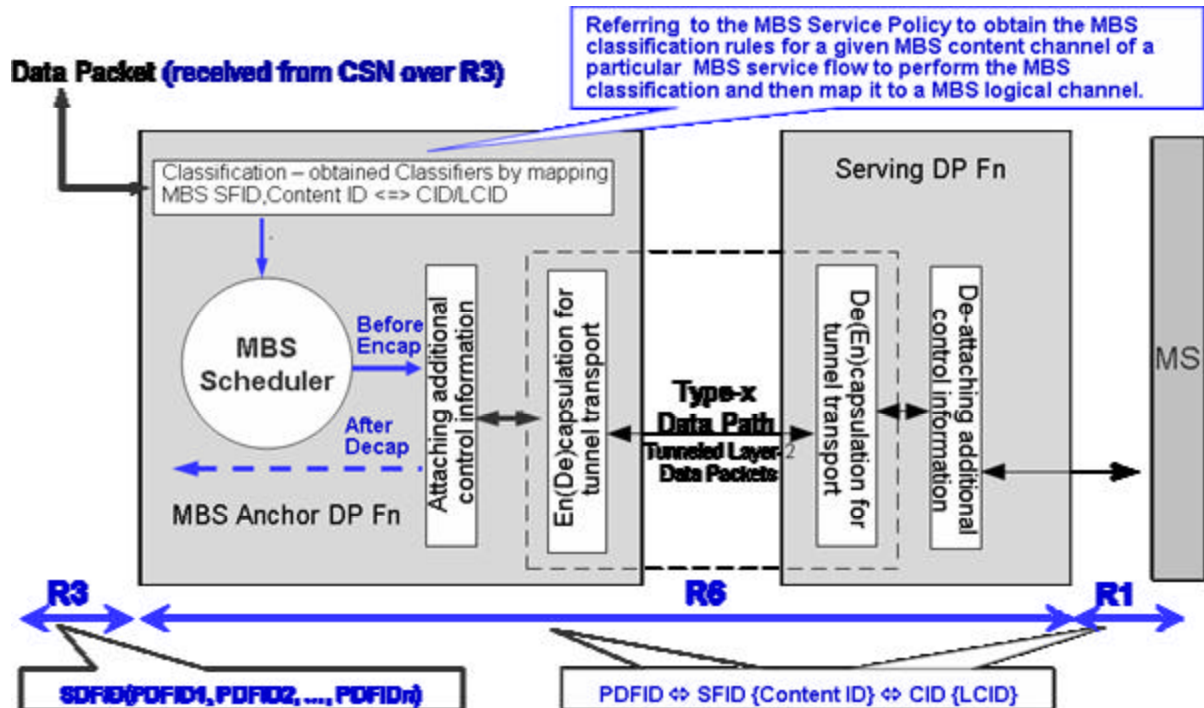 Referring to the MBS Service Policy to obtain the MBS
classification rules for a given MBS content channel of a
particular MBS service flow to perform the MBS
classification and then map it to a MBS logical channel.
Data Packet (received from CSN over R3)
Classification – obtained Classifiers by mapping
MBS SFID,Content ID <=> CID/LCID
Serving DP Fn
MBS
Scheduler
Before
Encap
After
Decap
MBS Anchor DP Fn
Attaching additional
control information
En(De)capsulation for
tunnel transport
Type-x
Data Path
Tunneled Layer-2
Data Packets
De(En)capsulation for
tunnel transport
De-attaching additional
control information
MS
R3
R6
R1
SDFID(PDFID1, PDFID2, ..., PDFIDn)
PDFID ⇔ SFID {Content ID} ⇔ CID {LCID}